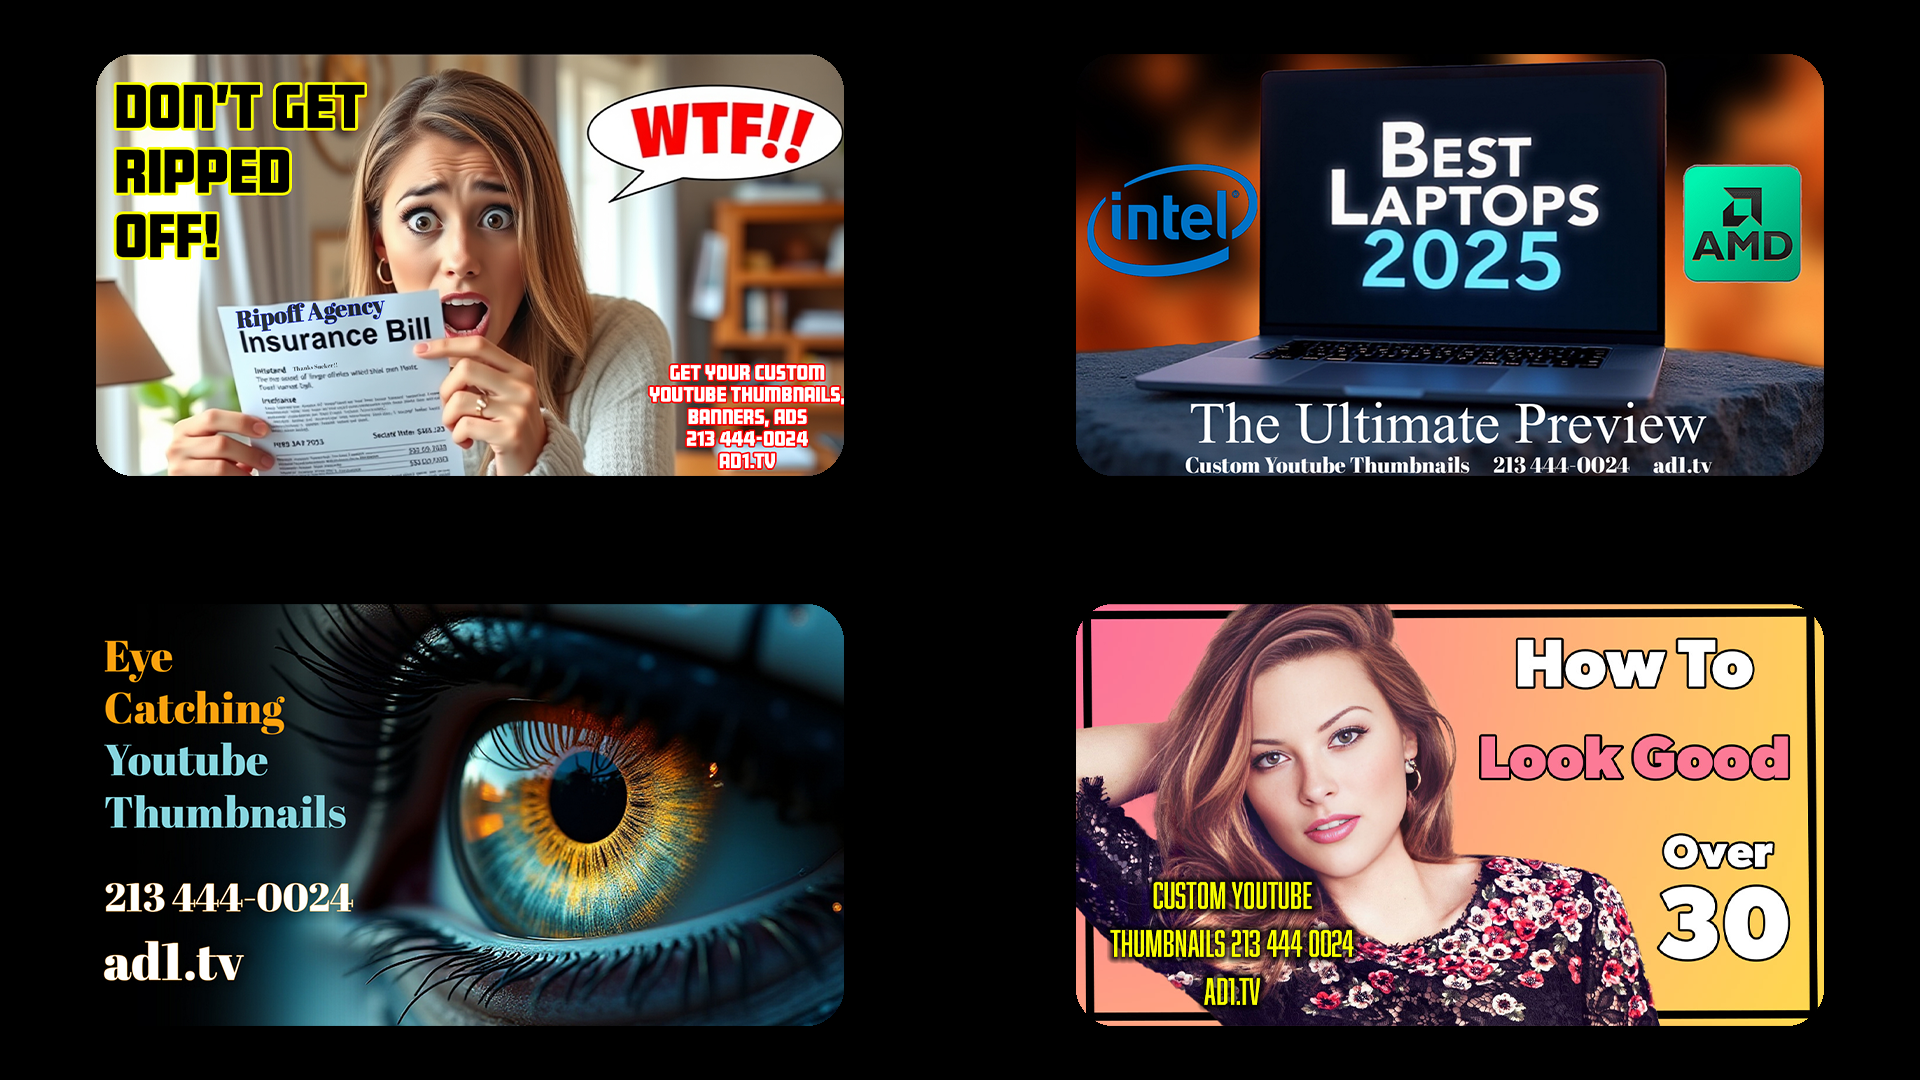 DON'T GET
RIPPED
OFF!
WTF!!
Ripoff Agency
Insurance Bill
Thanks Sucker!!
GET YOUR CUSTOM
YOUTUBE THUMBNAILS,
BANNERS, ADS
213 444-0024
AD1.TV
BEST
LAPTOPS
2025
intel
AMD
The Ultimate Preview
Custom Youtube Thumbnails 213 444-0024 ad1.tv
Eye
Catching
Youtube
Thumbnails
213 444-0024
ad1.tv
How To
Look Good
Over
30
CUSTOM YOUTUBE
THUMBNAILS 213 444 0024
AD1.TV